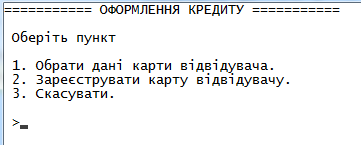 =========== ОФОРМЛЕННЯ КРЕДИТУ ===========
Оберіть пункт
1. Обрати дані карти відвідувача.
2. Зареєструвати карту відвідувачу.
3. Скасувати.
>_